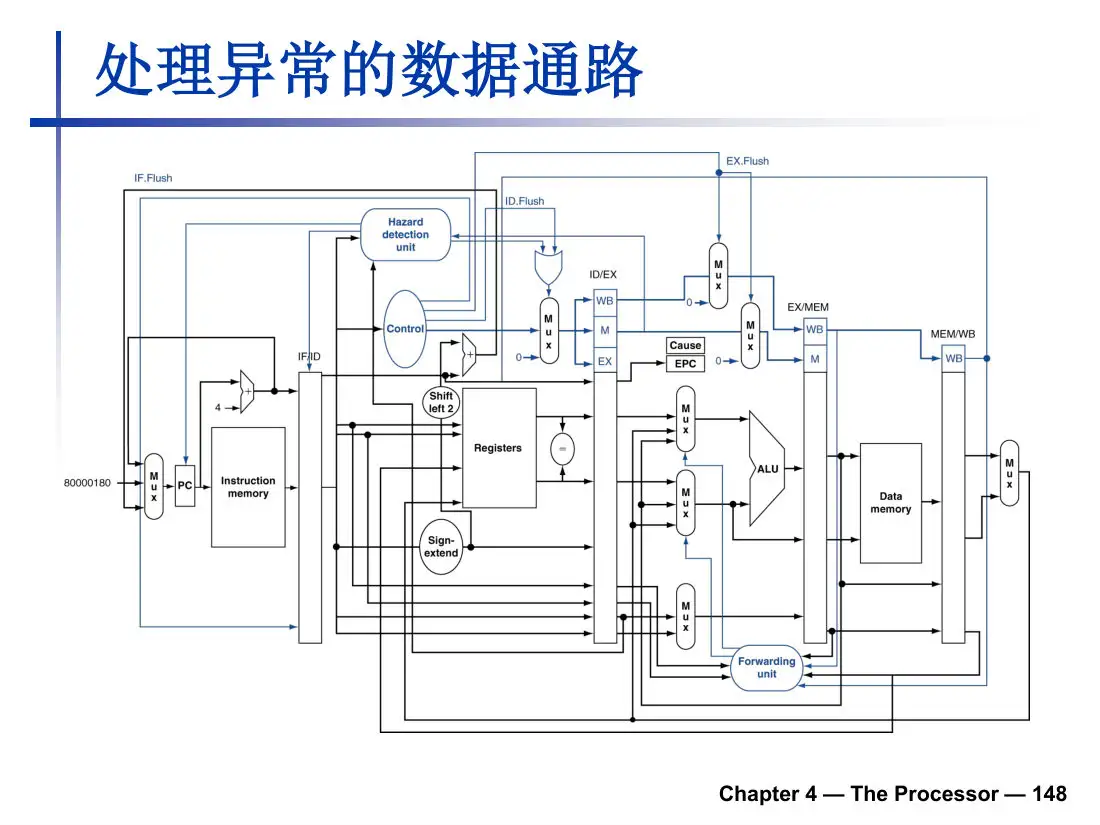 处理异常的数据通路
EX.Flush
IF.Flush
ID.Flush
Hazard
detection
unit
M
u
x
ID/EX
WB
0
EX/MEM
Control
M
u
x
M
M
u
x
WB
MEM/WB
Cause
IF/ID
0
EX
EPC
0
M
WB
+
+
4
Shift
left 2
M
u
x
Registers
=
M
u
x
80000180
M
u
x
PC
Instruction
memory
ALU
M
u
x
Data
memory
M
u
x
Sign-
extend
M
u
x
Forwarding
unit
Chapter 4 — The Processor — 148